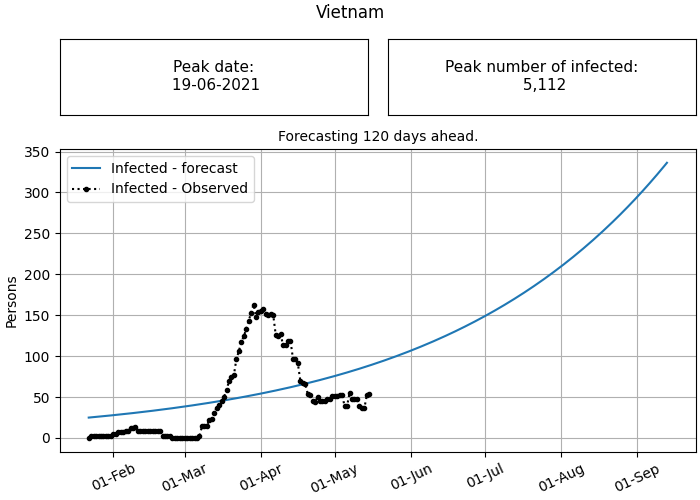 Vietnam
Peak date:
19-06-2021
Peak number of infected:
5,112
Forecasting 120 days ahead.
Infected - forecast
Infected - Observed
350
300
250
200
150
100
50
0
Persons
01-Feb
01-Mar
01-Apr
01-May
01-Jun
01-Jul
01-Aug
01-Sep